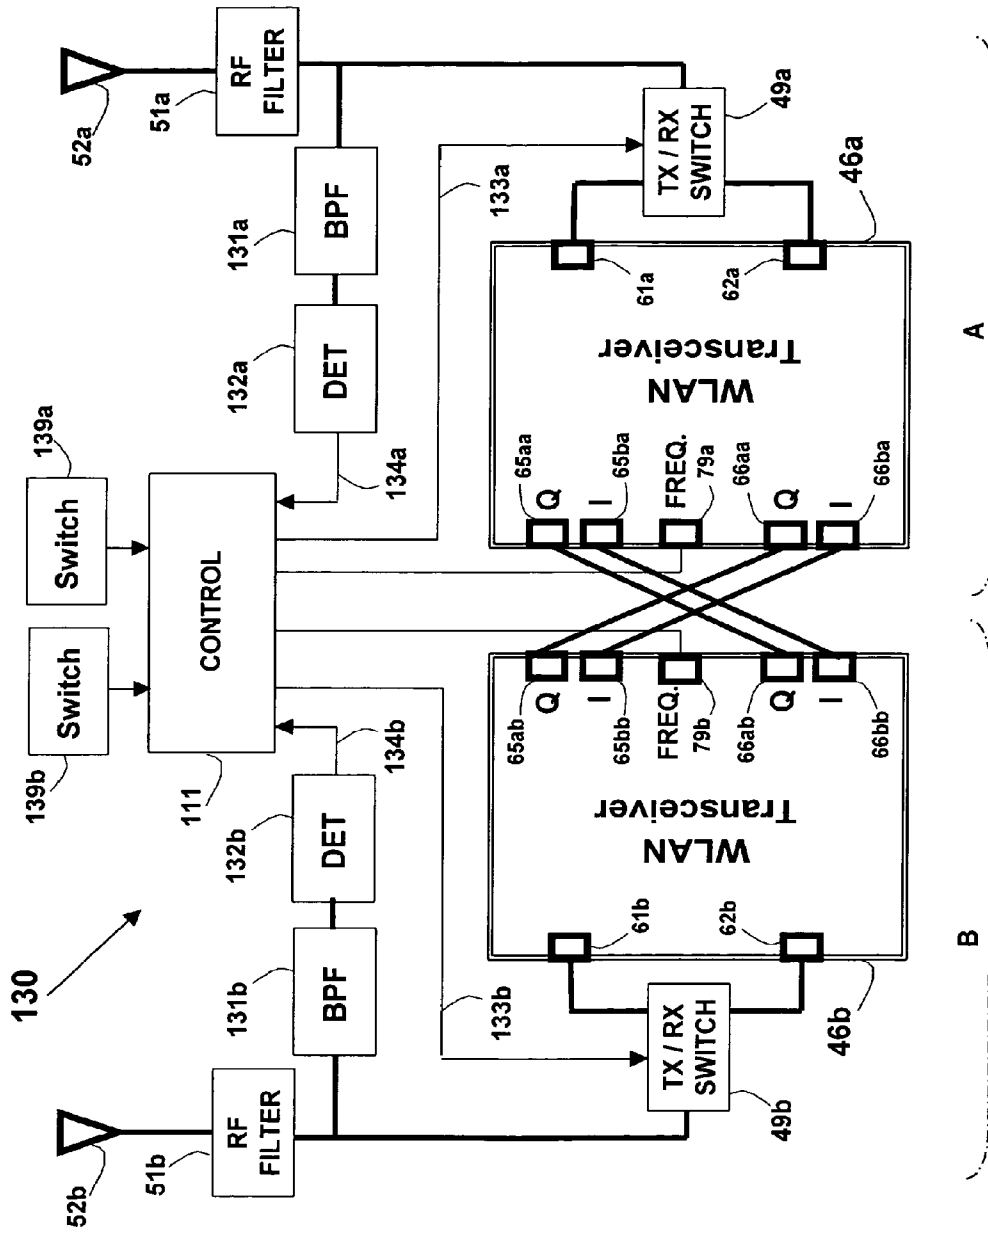 130
52b
51b
RF
FILTER
131b
BPF
132b
DET
134b
133b
139b
Switch
139a
Switch
111
CONTROL
132a
DET
134a
131a
BPF
133a
52a
51a
RF
FILTER
49b
TX / RX
SWITCH
46b
61b
62b
WLAN
Transceiver
65ab
Q
65bb
I
FREQ.
79b
66ab
Q
66bb
I
65aa
Q
65ba
I
FREQ.
79a
66aa
Q
66ba
I
WLAN
Transceiver
61a
62a
46a
49a
TX / RX
SWITCH
B
A